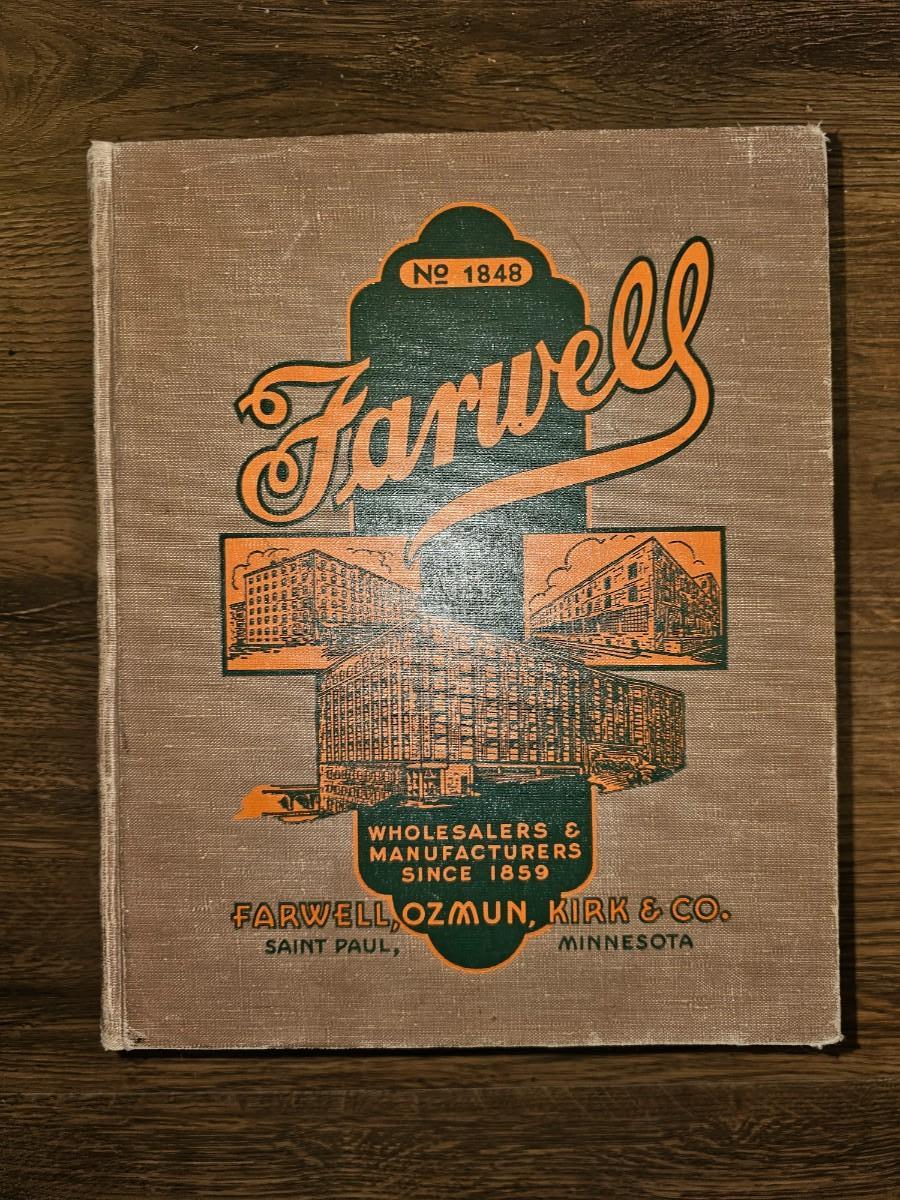 No 1848
Farwell
WHOLESALERS &
MANUFACTURERS
SINCE 1859
FARWELL, OZMUN, KIRK & CO.
SAINT PAUL, MINNESOTA